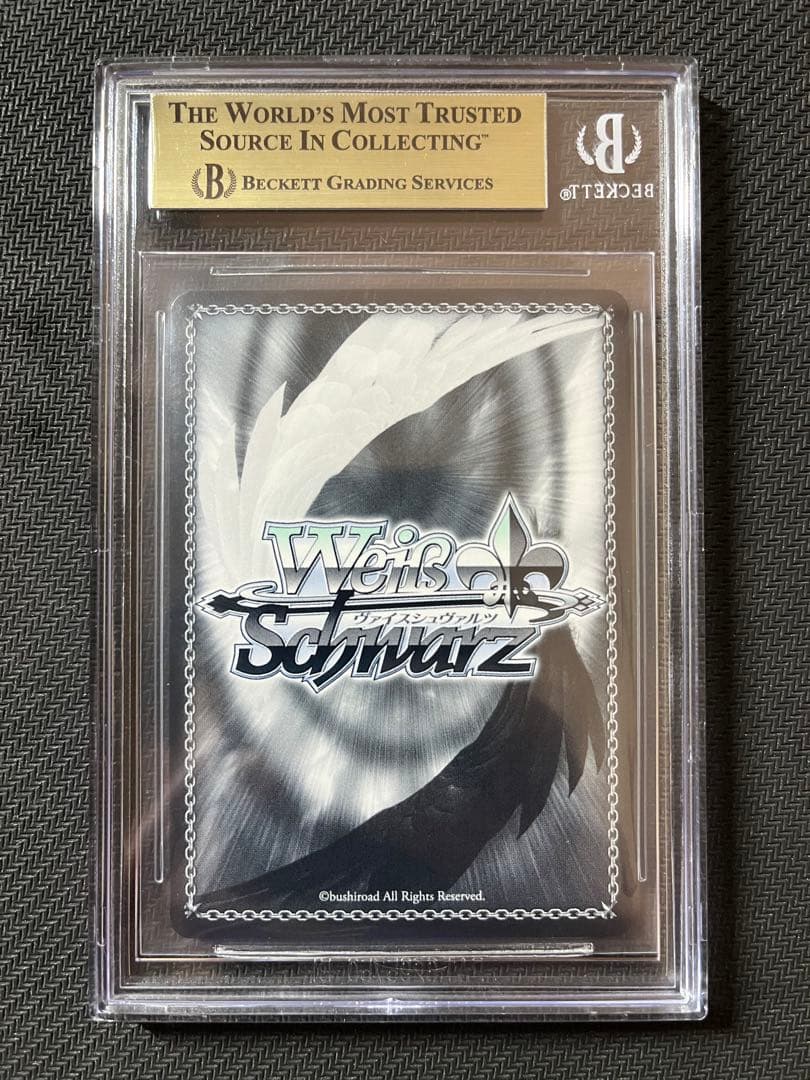 THE WORLD'S MOST TRUSTED
SOURCE IN COLLECTING™
B BECKETT GRADING SERVICES
B
BECKETT®
Weiß
ヴァイスシュヴァルツ
Schwarz
©bushiroad All Rights Reserved.